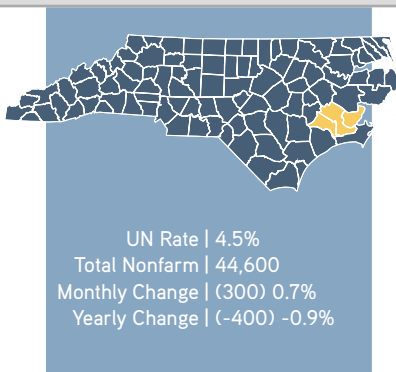 UN Rate | 4.5%
Total Nonfarm | 44,600
Monthly Change | (300) 0.7%
Yearly Change | (-400) -0.9%